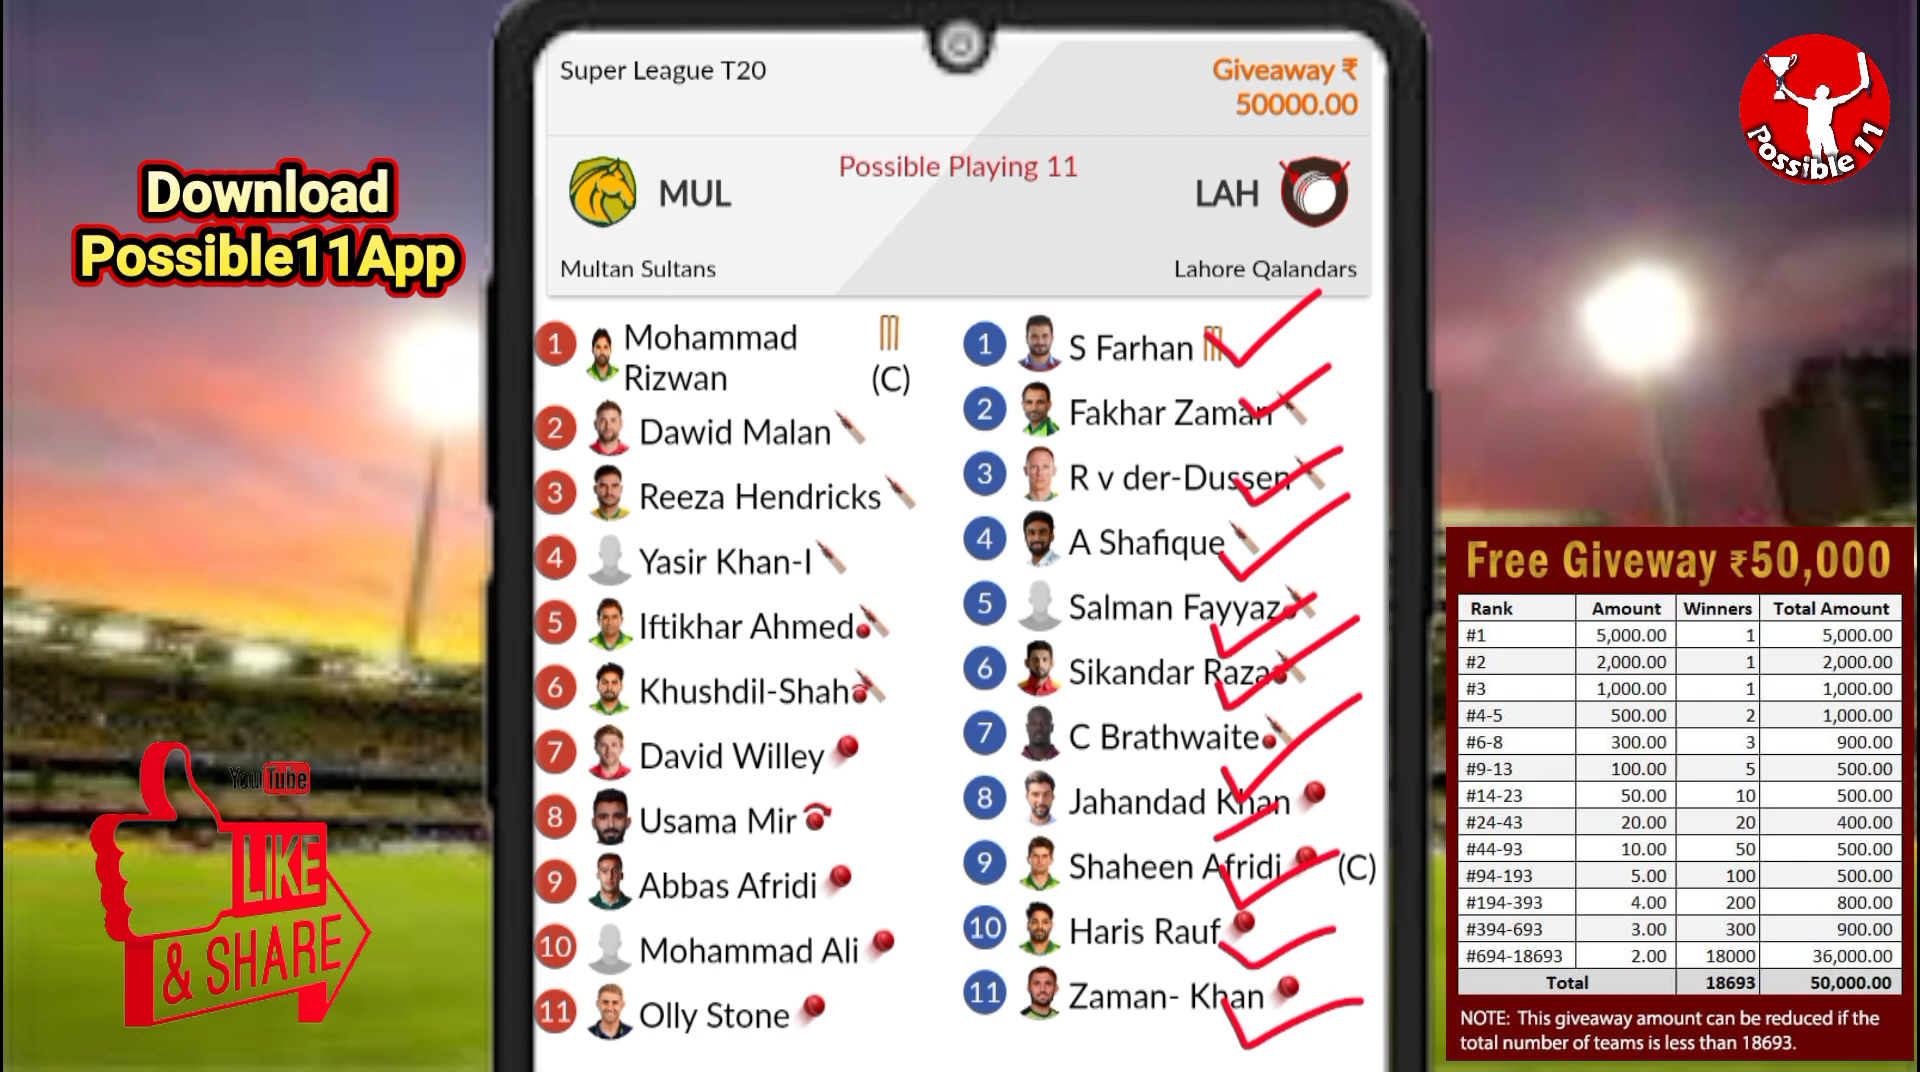 Super League T20
Giveaway ₹
50000.00
Possible Playing 11
MUL
LAH
Multan Sultans
Lahore Qalandars
Possible 11
Download
Possible11App
1 Mohammad Rizwan (C)
2 Dawid Malan
3 Reeza Hendricks
4 Yasir Khan-I
5 Iftikhar Ahmed
6 Khushdil-Shah
7 David Willey
8 Usama Mir
9 Abbas Afridi
10 Mohammad Ali
11 Olly Stone
1 S Farhan
2 Fakhar Zaman
3 R v der-Dussen
4 A Shafique
5 Salman Fayyaz
6 Sikandar Raza
7 C Brathwaite
8 Jahandad Khan
9 Shaheen Afridi (C)
10 Haris Rauf
11 Zaman- Khan
YouTube
LIKE
& SHARE
Free Giveway ₹50,000
Rank Amount Winners Total Amount
#1 5,000.00 1 5,000.00
#2 2,000.00 1 2,000.00
#3 1,000.00 1 1,000.00
#4-5 500.00 2 1,000.00
#6-8 300.00 3 900.00
#9-13 100.00 5 500.00
#14-23 50.00 10 500.00
#24-43 20.00 20 400.00
#44-93 10.00 50 500.00
#94-193 5.00 100 500.00
#194-393 4.00 200 800.00
#394-693 3.00 300 900.00
#694-18693 2.00 18000 36,000.00
Total 18693 50,000.00
NOTE: This giveaway amount can be reduced if the
total number of teams is less than 18693.